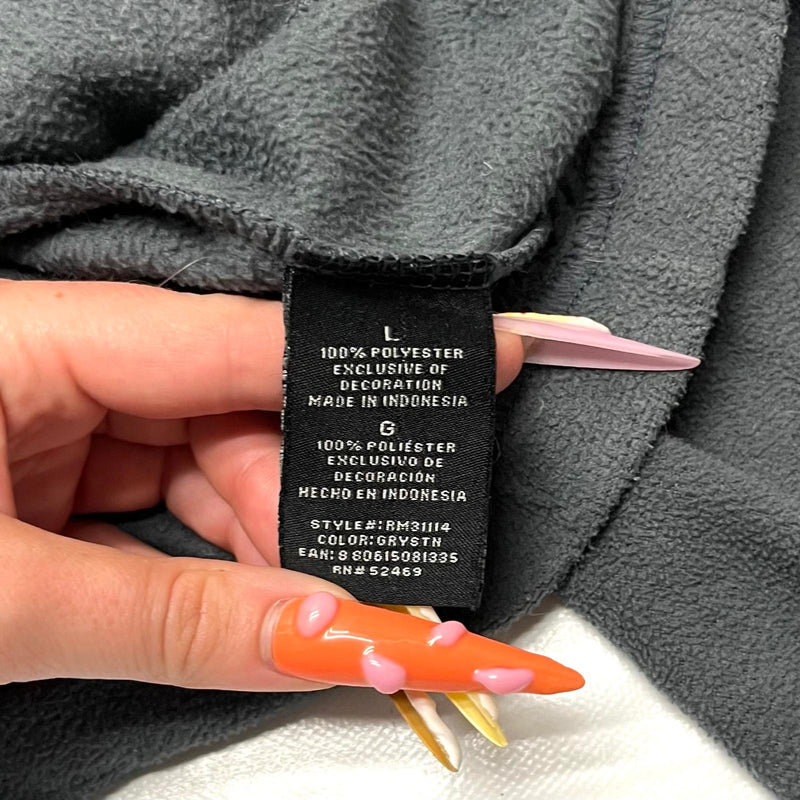 L
100% POLYESTER
EXCLUSIVE OF
DECORATION
MADE IN INDONESIA
G
100% POLIÉSTER
EXCLUSIVO DE
DECORACIÓN
HECHO EN INDONESIA
STYLE#:RM31114
COLOR:GRYSTN
EAN: 8 80615081335
RN# 52469